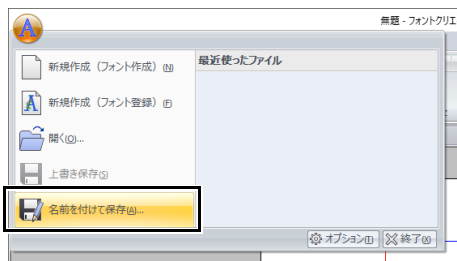 無題 - フォントクリエ
新規作成（フォント作成）(N)
最近使ったファイル
新規作成（フォント登録）(F)
開く(O)...
上書き保存(S)
名前を付けて保存(A)...
オプション(I)
終了(X)